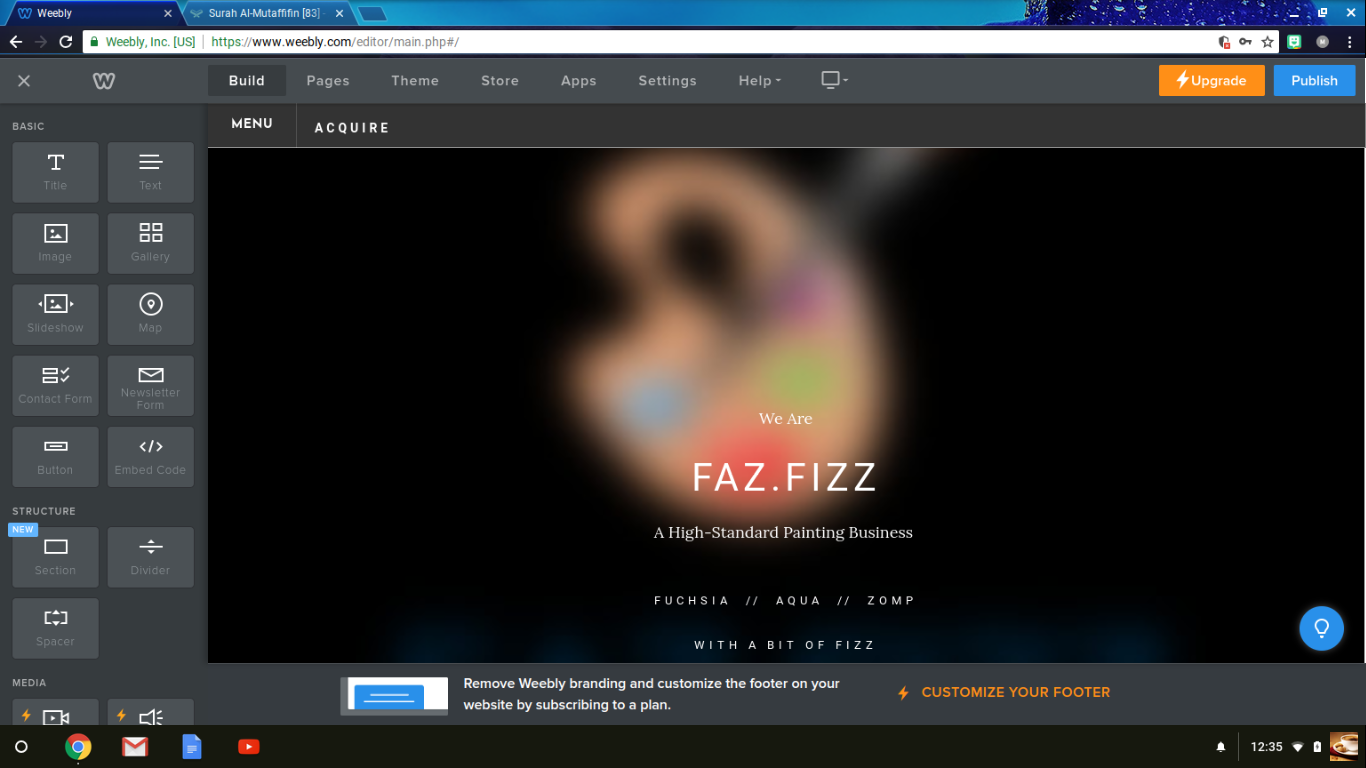 Weebly
Surah Al-Mutaffifin [83] -
Weebly, Inc. [US]
https://www.weebly.com/editor/main.php#/
Build
Pages
Theme
Store
Apps
Settings
Help
Upgrade
Publish
MENU
ACQUIRE
BASIC
Title
Text
Image
Gallery
Slideshow
Map
Contact Form
Newsletter
Form
Button
Embed Code
STRUCTURE
NEW
Section
Divider
Spacer
MEDIA
We Are
FAZ.FIZZ
A High-Standard Painting Business
FUCHSIA // AQUA // ZOMP
WITH A BIT OF FIZZ
Remove Weebly branding and customize the footer on your
website by subscribing to a plan.
CUSTOMIZE YOUR FOOTER
12:35